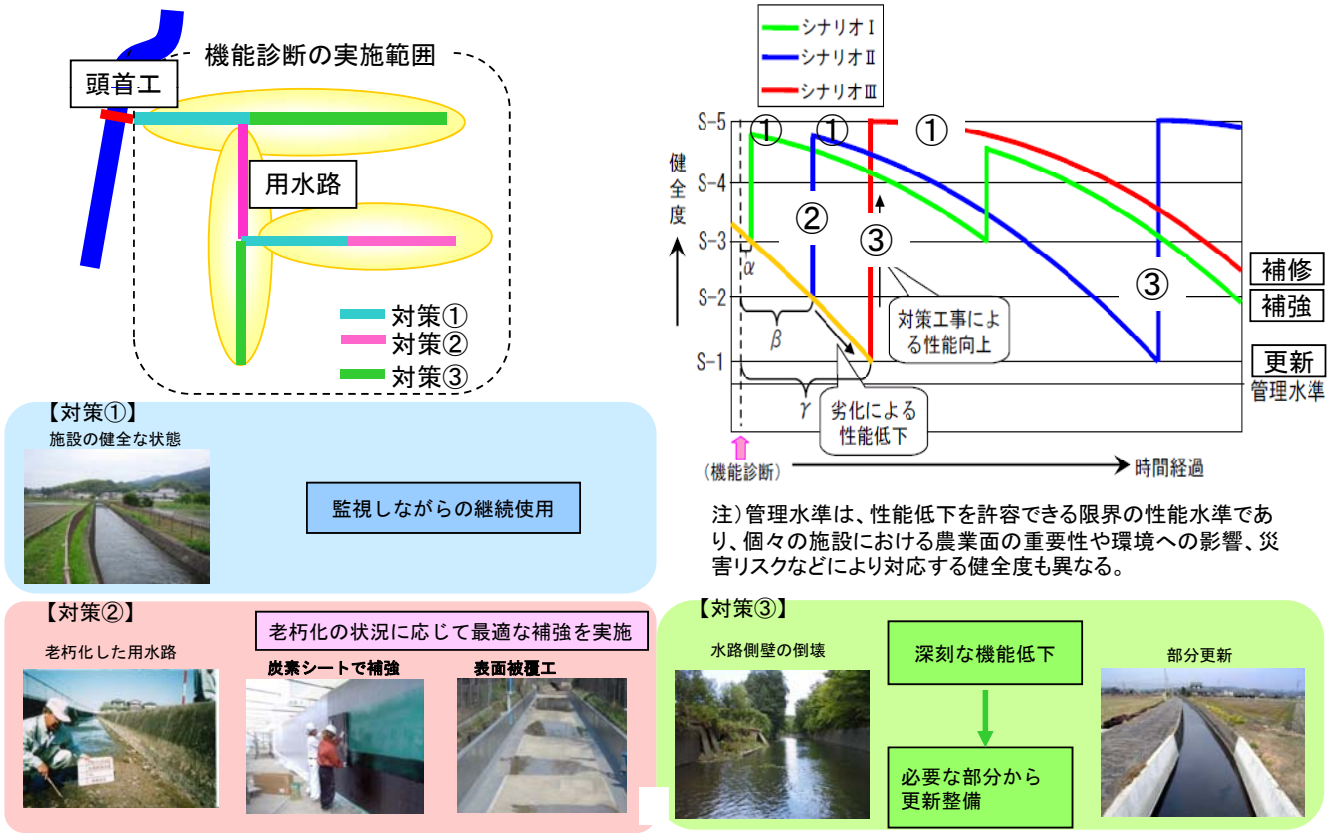 機能診断の実施範囲
頭首工
用水路
対策①
対策②
対策③
シナリオⅠ
シナリオⅡ
シナリオⅢ
健全度
S-5
S-4
S-3
S-2
S-1
①
①
①
②
③
③
α
β
γ
対策工事によ
る性能向上
劣化による
性能低下
補修
補強
更新
管理水準
(機能診断)
時間経過
注)管理水準は、性能低下を許容できる限界の性能水準であ
り、個々の施設における農業面の重要性や環境への影響、災
害リスクなどにより対応する健全度も異なる。
【対策①】
施設の健全な状態
監視しながらの継続使用
【対策②】
老朽化の状況に応じて最適な補強を実施
老朽化した用水路
炭素シートで補強
表面被覆工
【対策③】
水路側壁の倒壊
深刻な機能低下
必要な部分から
更新整備
部分更新